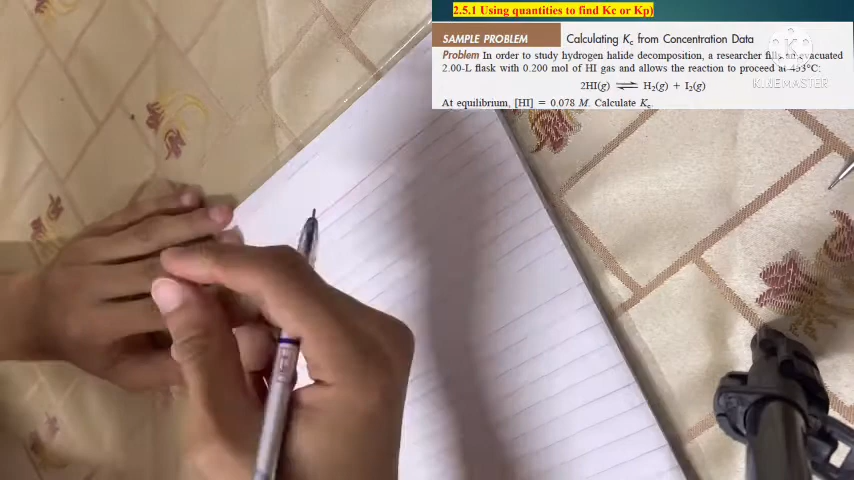 2.5.1 Using quantities to find Kc or Kp)
SAMPLE PROBLEM Calculating Kc from Concentration Data
Problem In order to study hydrogen halide decomposition, a researcher fills an evacuated
2.00-L flask with 0.200 mol of HI gas and allows the reaction to proceed at 453°C:
2HI(g) ⇌ H₂(g) + I₂(g)
At equilibrium, [HI] = 0.078 M. Calculate Kc.
KINEMASTER